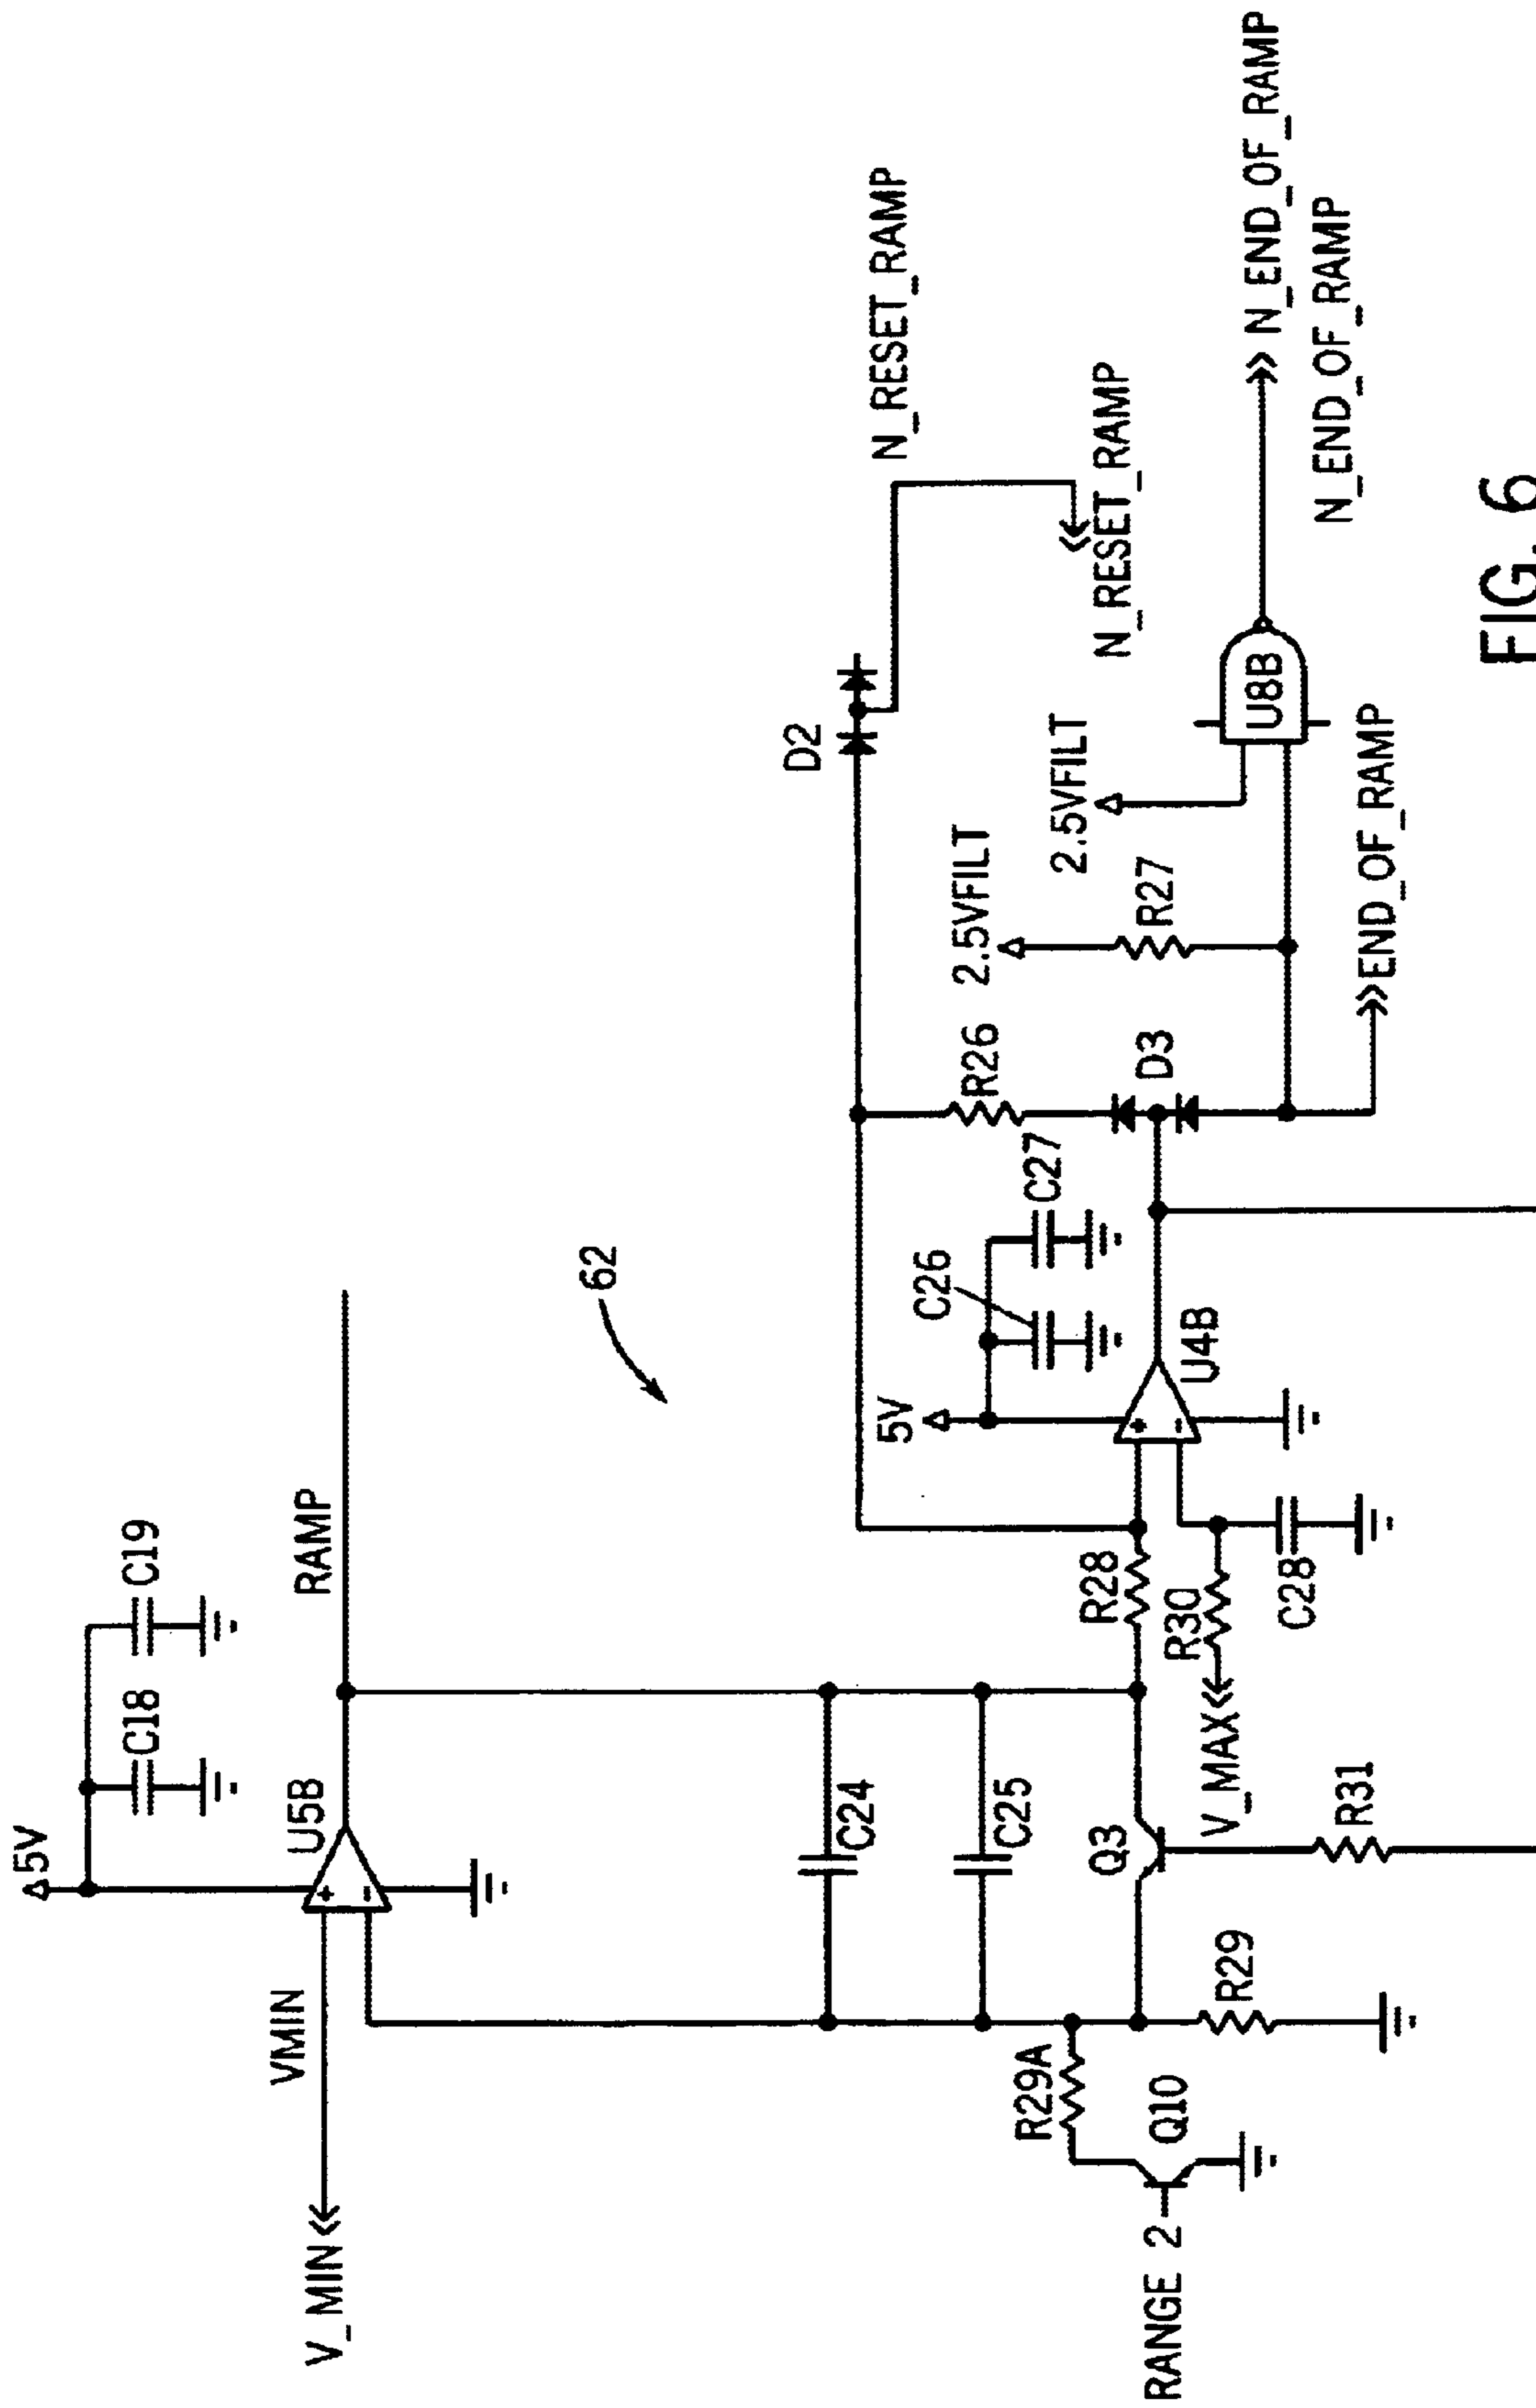 5V
C18
C19
U5B
V_MIN
VMIN
RAMP
62
C24
C25
D2
N_RESET_RAMP
N_RESET_RAMP
R26
2.5VFILT
2.5VFILT
R27
D3
C26
C27
5V
U4B
R28
R30
V_MAX
C28
Q3
R31
R29A
R29
Q10
RANGE 2
U8B
N_END_OF_RAMP
N_END_OF_RAMP
END_OF_RAMP
FIG. 6